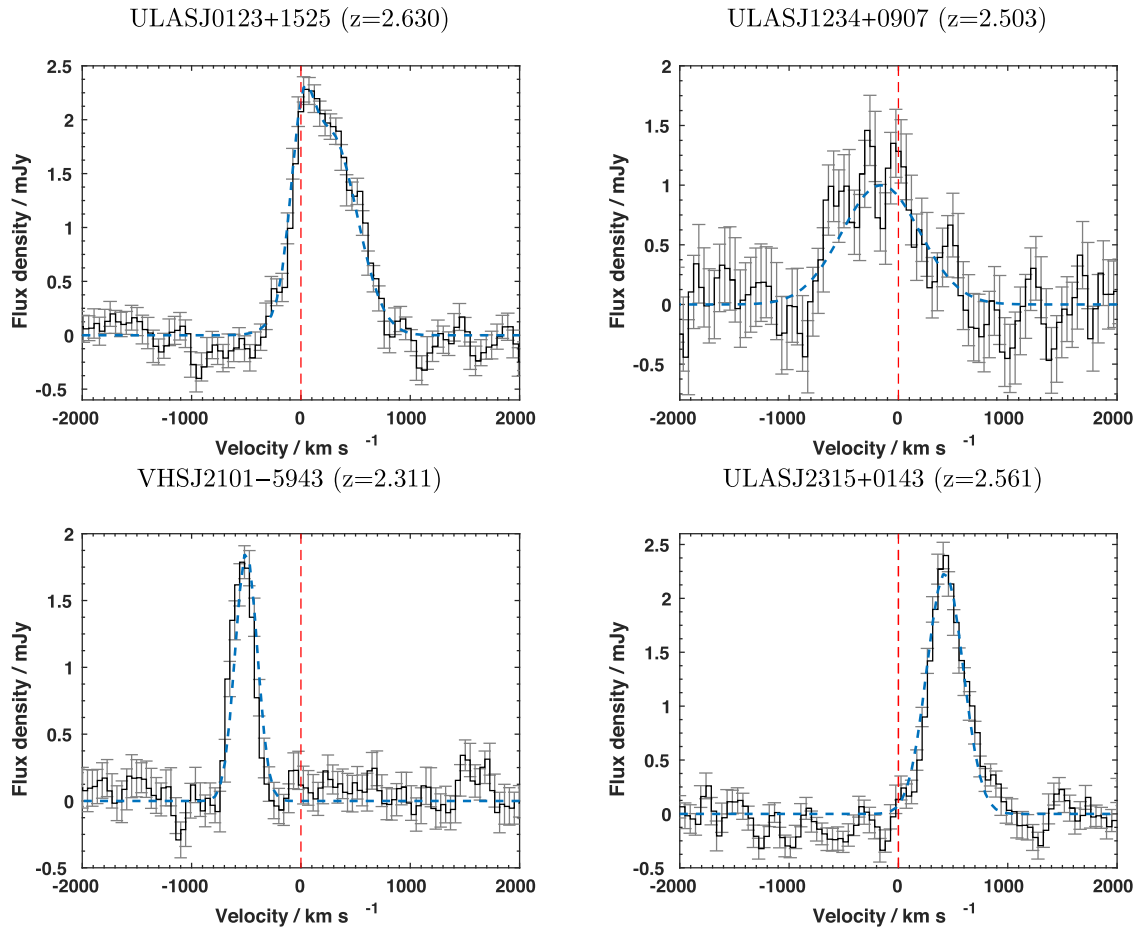 ULASJ0123+1525 (z=2.630)
ULASJ1234+0907 (z=2.503)
Flux density / mJy
2.5
2
1.5
1
0.5
0
-0.5
-2000 -1000 0 1000 2000
Velocity / km s -1
Flux density / mJy
2
1.5
1
0.5
0
-0.5
-2000 -1000 0 1000 2000
Velocity / km s -1
VHSJ2101−5943 (z=2.311)
ULASJ2315+0143 (z=2.561)
Flux density / mJy
2
1.5
1
0.5
0
-0.5
-2000 -1000 0 1000 2000
Velocity / km s -1
Flux density / mJy
2.5
2
1.5
1
0.5
0
-0.5
-2000 -1000 0 1000 2000
Velocity / km s -1